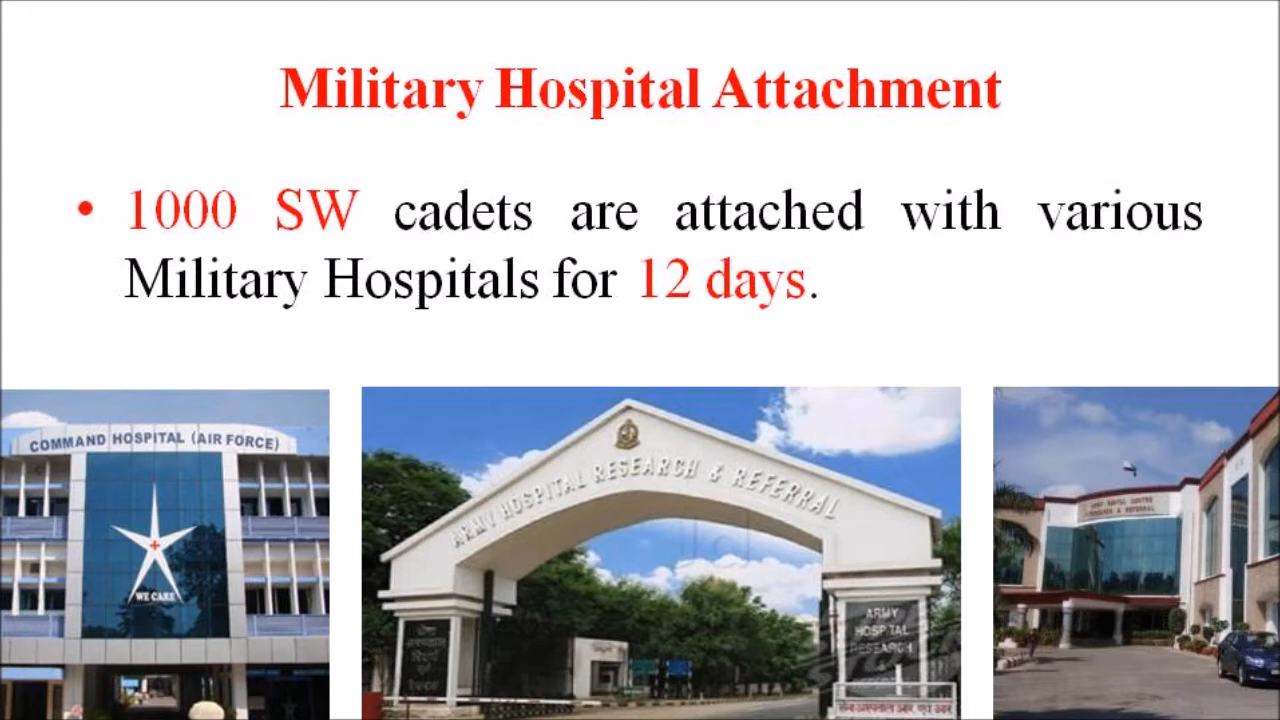 Military Hospital Attachment
• 1000 SW cadets are attached with various
Military Hospitals for 12 days.
COMMAND HOSPITAL (AIR FORCE)
WE CARE
ARMY HOSPITAL RESEARCH & REFERRAL
ARMY
HOSPITAL
RESEARCH
ARMY DENTAL CENTRE
RESEARCH & REFERRAL